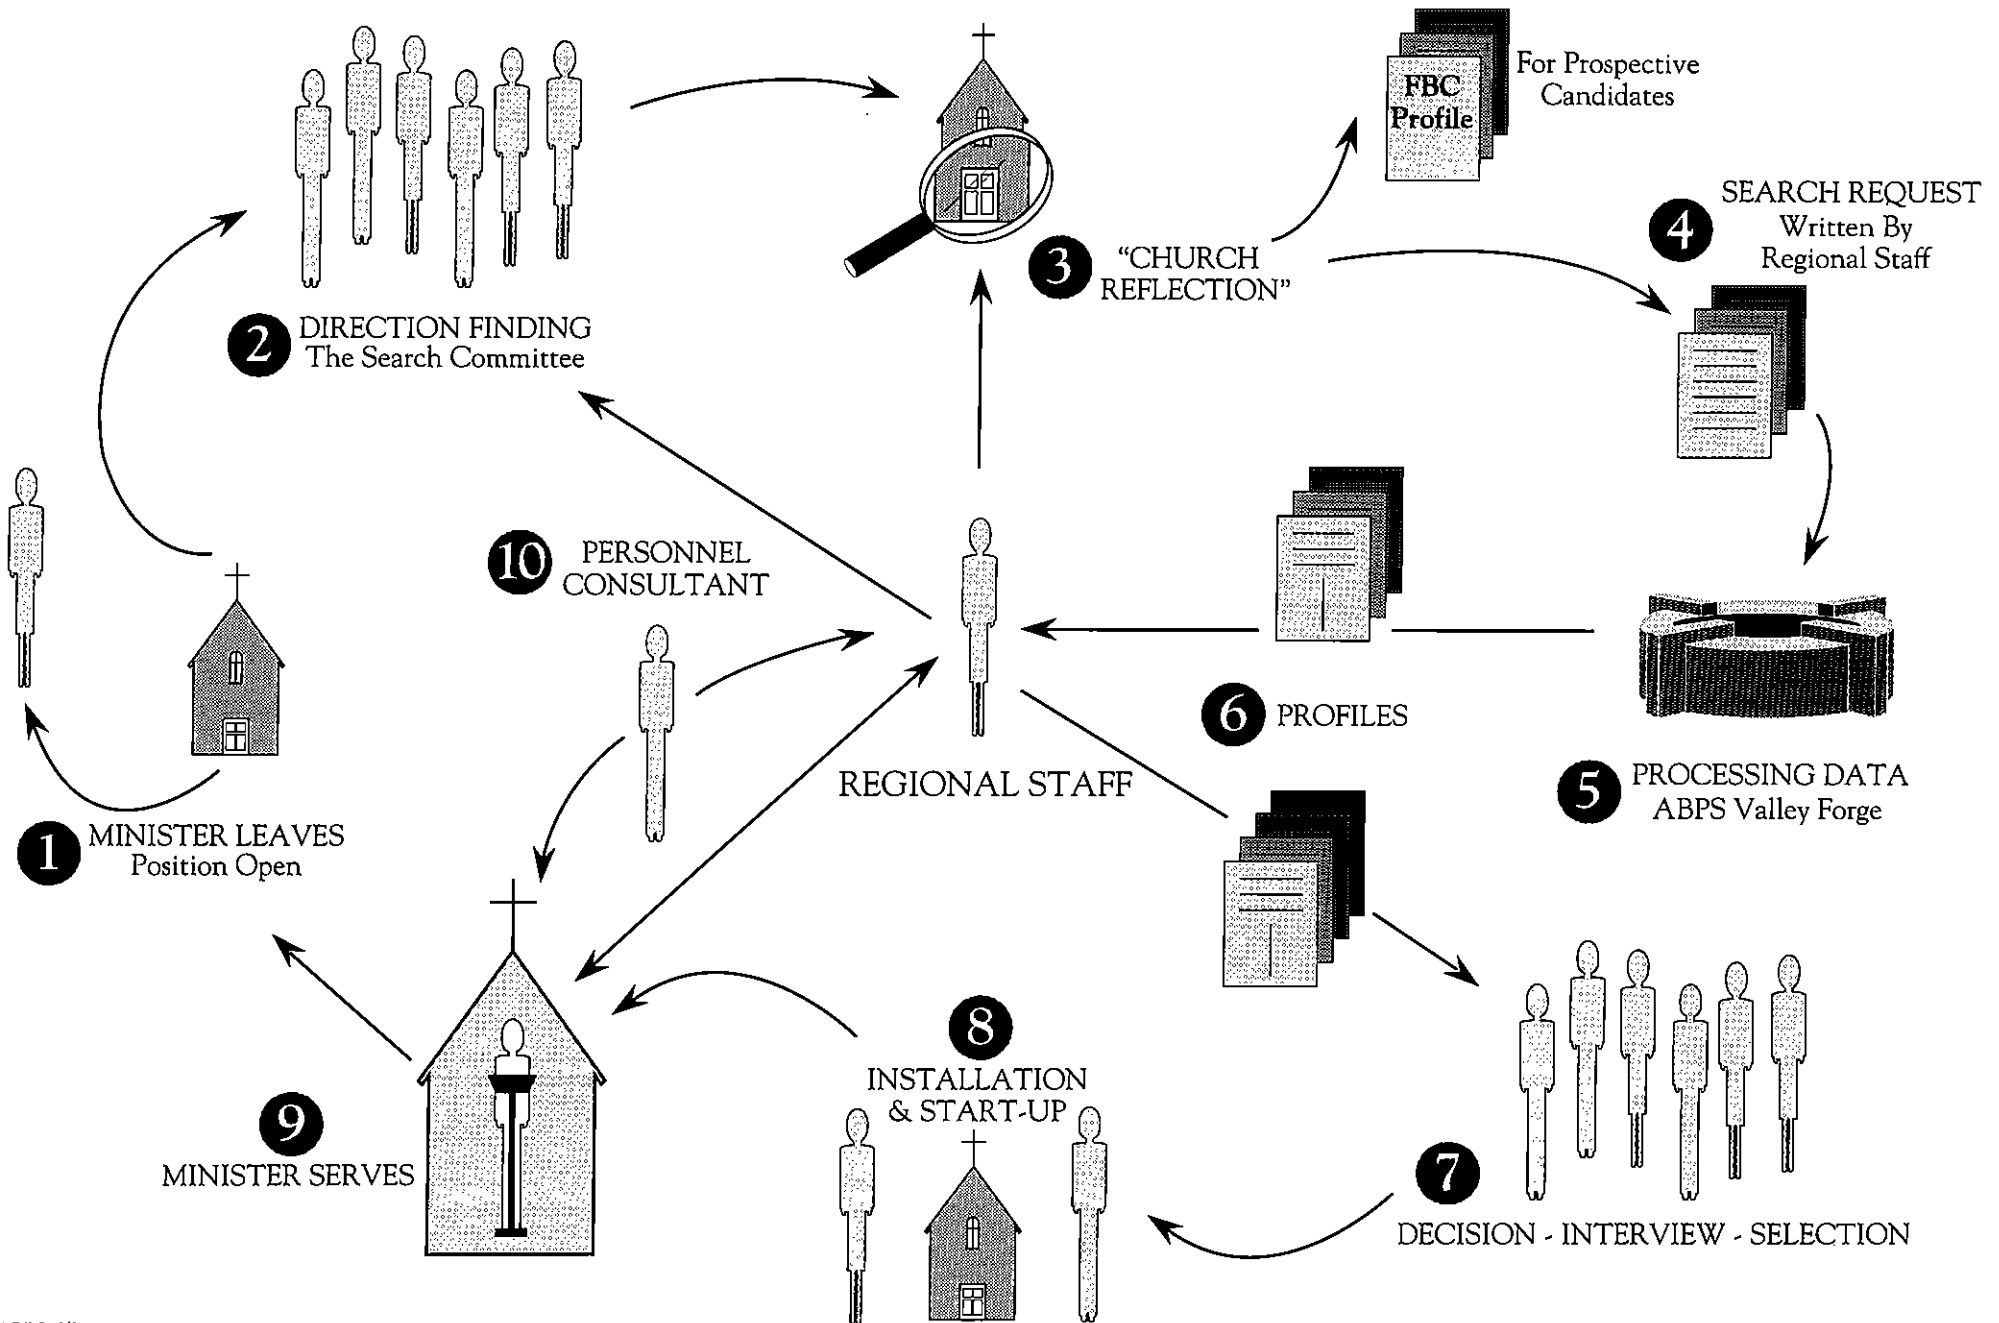 1
MINISTER LEAVES
Position Open
2
DIRECTION FINDING
The Search Committee
3
"CHURCH
REFLECTION"
FBC
Profile
For Prospective
Candidates
4
SEARCH REQUEST
Written By
Regional Staff
5
PROCESSING DATA
ABPS Valley Forge
6
PROFILES
REGIONAL STAFF
7
DECISION - INTERVIEW - SELECTION
8
INSTALLATION
& START-UP
9
MINISTER SERVES
10
PERSONNEL
CONSULTANT